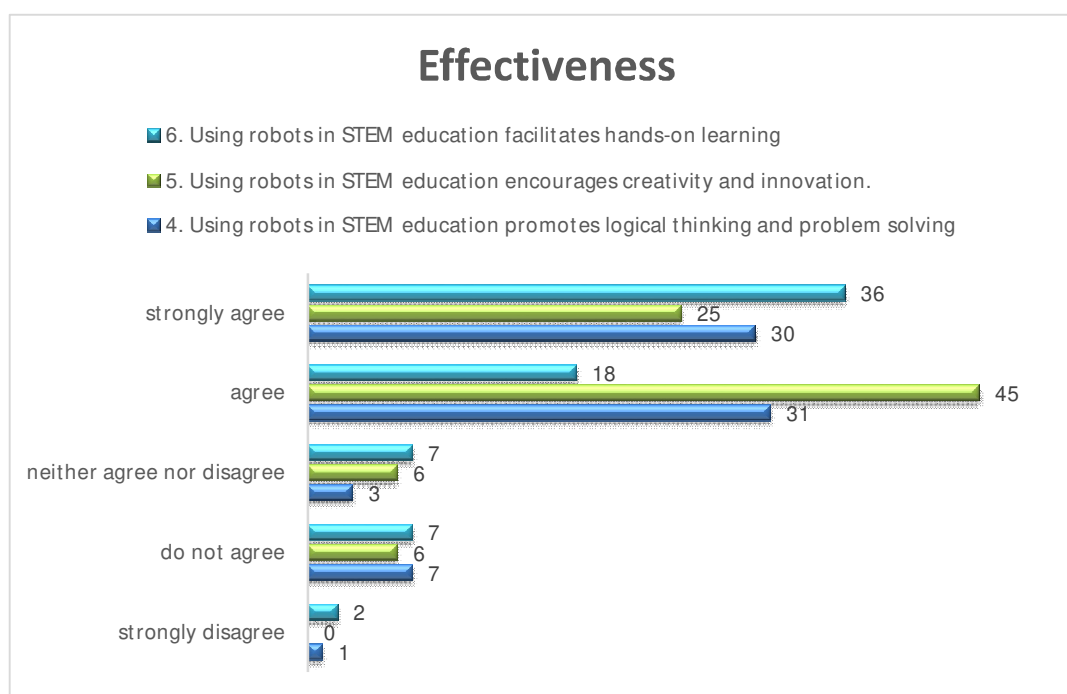 Effectiveness
6. Using robots in STEM education facilitates hands-on learning
5. Using robots in STEM education encourages creativity and innovation.
4. Using robots in STEM education promotes logical thinking and problem solving
36
strongly agree
25
30
18
agree
45
31
7
neither agree nor disagree
6
3
7
do not agree
6
7
2
strongly disagree
0
1